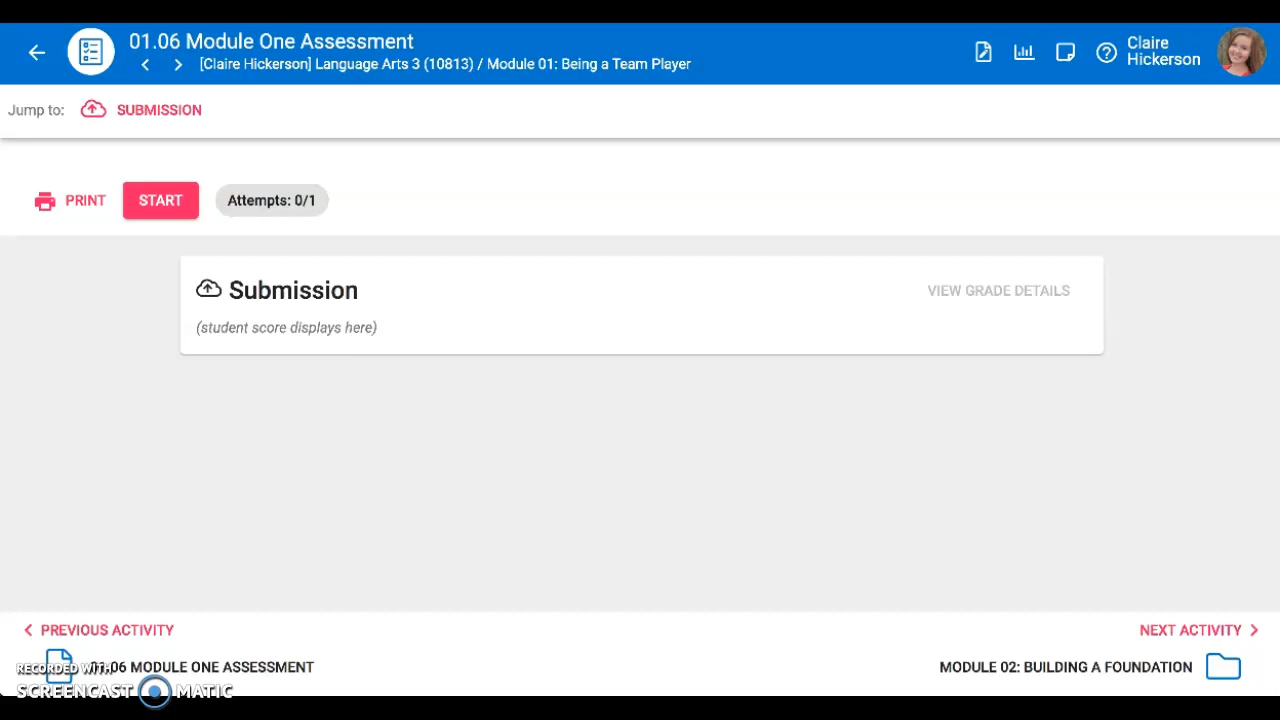 01.06 Module One Assessment
[Claire Hickerson] Language Arts 3 (10813) / Module 01: Being a Team Player
Claire
Hickerson
Jump to: SUBMISSION
PRINT START Attempts: 0/1
Submission VIEW GRADE DETAILS
(student score displays here)
PREVIOUS ACTIVITY NEXT ACTIVITY
01.06 MODULE ONE ASSESSMENT MODULE 02: BUILDING A FOUNDATION
RECORDED WITH
SCREENCAST MATIC